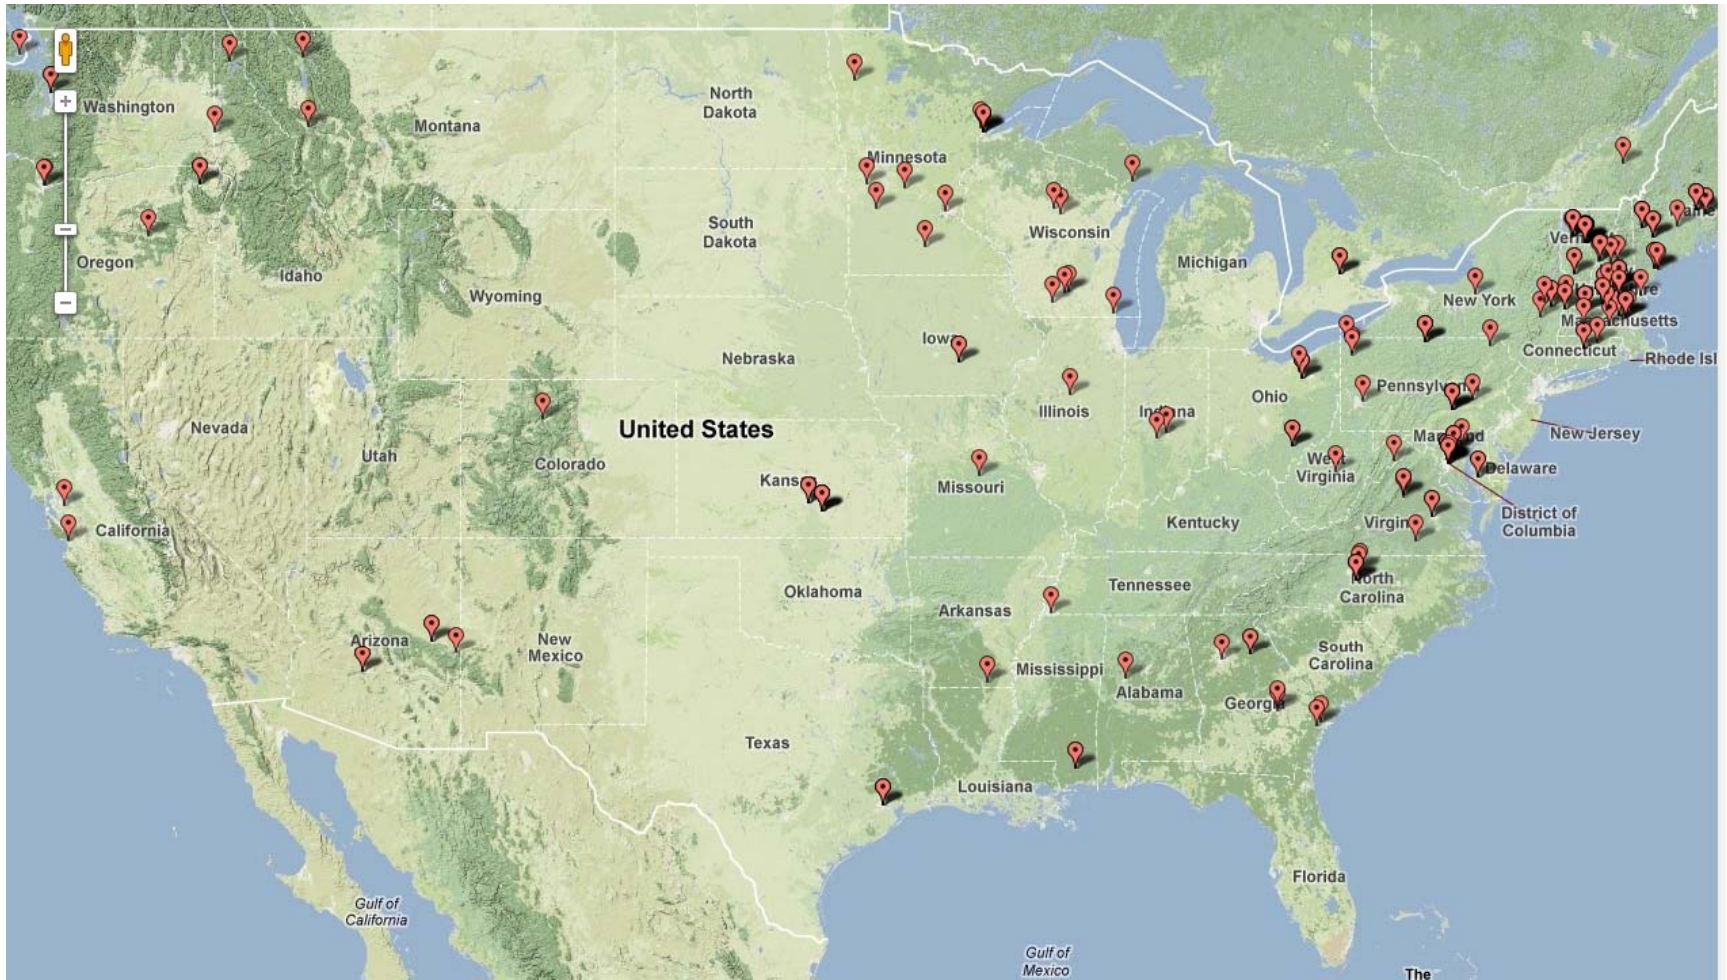 Washington
North
Dakota
Montana
Minnesota
South
Dakota
Wisconsin
Oregon
Idaho
Michigan
Wyoming
New York
Massachusetts
Iowa
Nebraska
Connecticut
Rhode Isl
Illinois
Indiana
Ohio
Pennsylvania
Nevada
United States
New Jersey
Maryland
Utah
Colorado
Kansas
Missouri
West
Virginia
Delaware
California
Kentucky
Virginia
District of
Columbia
Oklahoma
Tennessee
North
Carolina
Arkansas
Arizona
New
Mexico
Mississippi
Alabama
South
Carolina
Georgia
Texas
Louisiana
Florida
Gulf of
California
Gulf of
Mexico
The